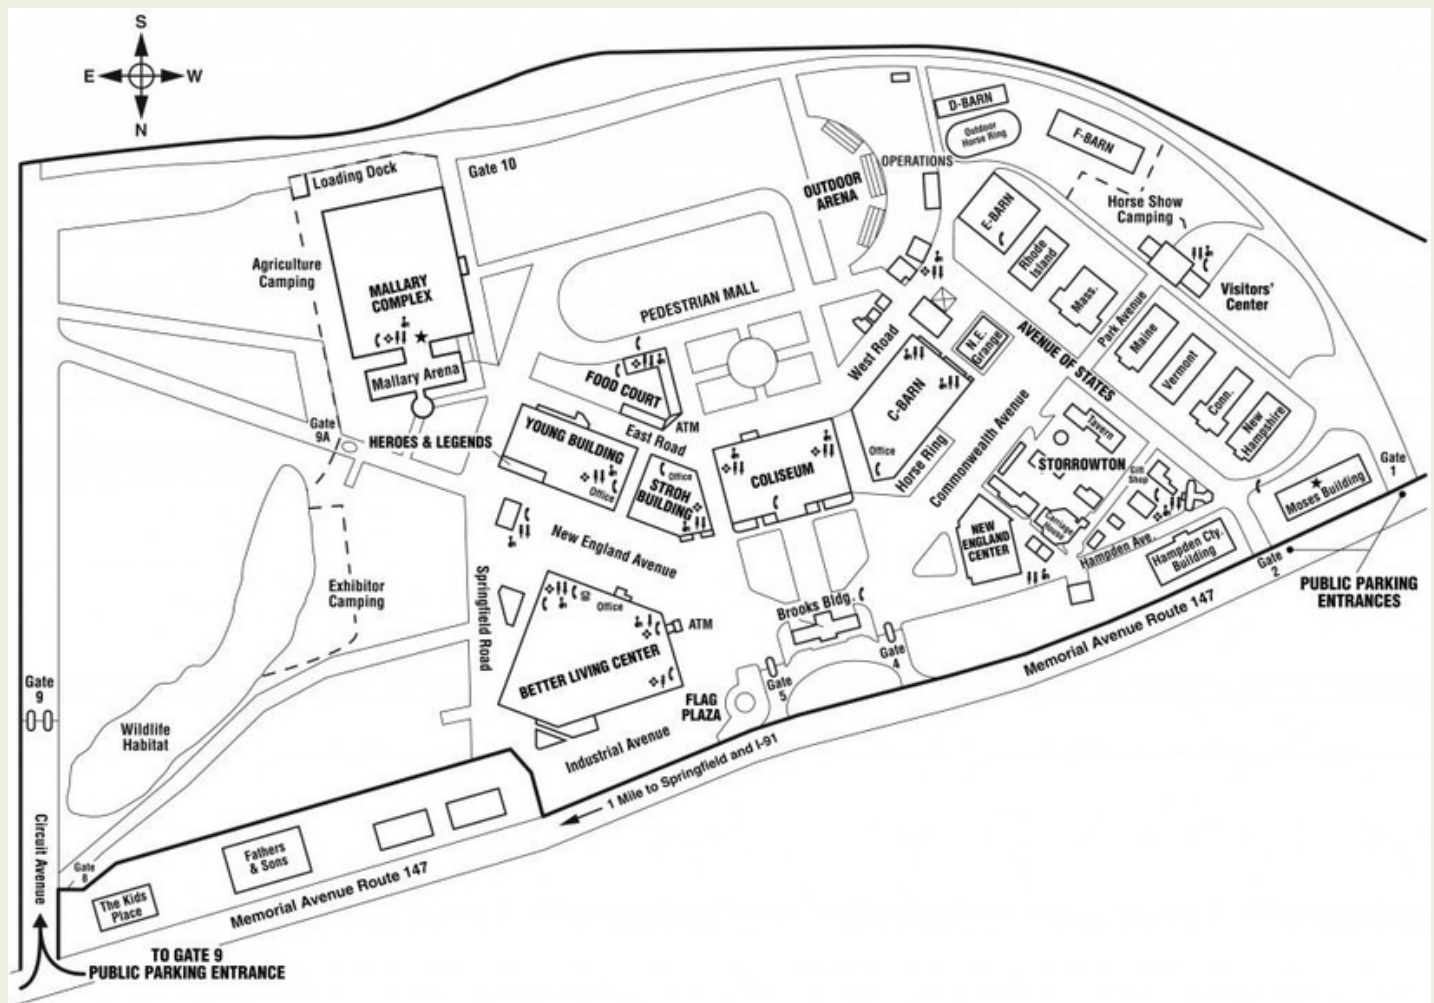 S
E
W
N
Loading Dock
Gate 10
Agriculture
Camping
MALLARY
COMPLEX
Mallary Arena
Gate
9A
HEROES & LEGENDS
PEDESTRIAN MALL
OUTDOOR
ARENA
OPERATIONS
D-BARN
Outdoor
Horse Ring
F-BARN
Horse Show
Camping
E-BARN
Rhode
Island
Mass.
Visitors'
Center
Park Avenue
Maine
Vermont
Conn.
New
Hampshire
AVENUE OF STATES
N.E.
Grange
West Road
C-BARN
Office
Horse Ring
Commonwealth Avenue
FOOD COURT
ATM
East Road
YOUNG BUILDING
Office
Office
STROH
BUILDING
COLISEUM
Tavern
STORROWTON
Gift
Shop
Carriage
House
NEW
ENGLAND
CENTER
Hampden Ave.
Hampden Cty.
Building
Moses Building
Gate
1
Gate
2
PUBLIC PARKING
ENTRANCES
New England Avenue
Springfield Road
Exhibitor
Camping
Office
ATM
BETTER LIVING CENTER
Brooks Bldg.
Gate
4
Gate
5
FLAG
PLAZA
Industrial Avenue
Memorial Avenue Route 147
1 Mile to Springfield and I-91
Gate
9
Wildlife
Habitat
Circuit Avenue
Gate
8
The Kids
Place
Fathers
& Sons
Memorial Avenue Route 147
TO GATE 9
PUBLIC PARKING ENTRANCE